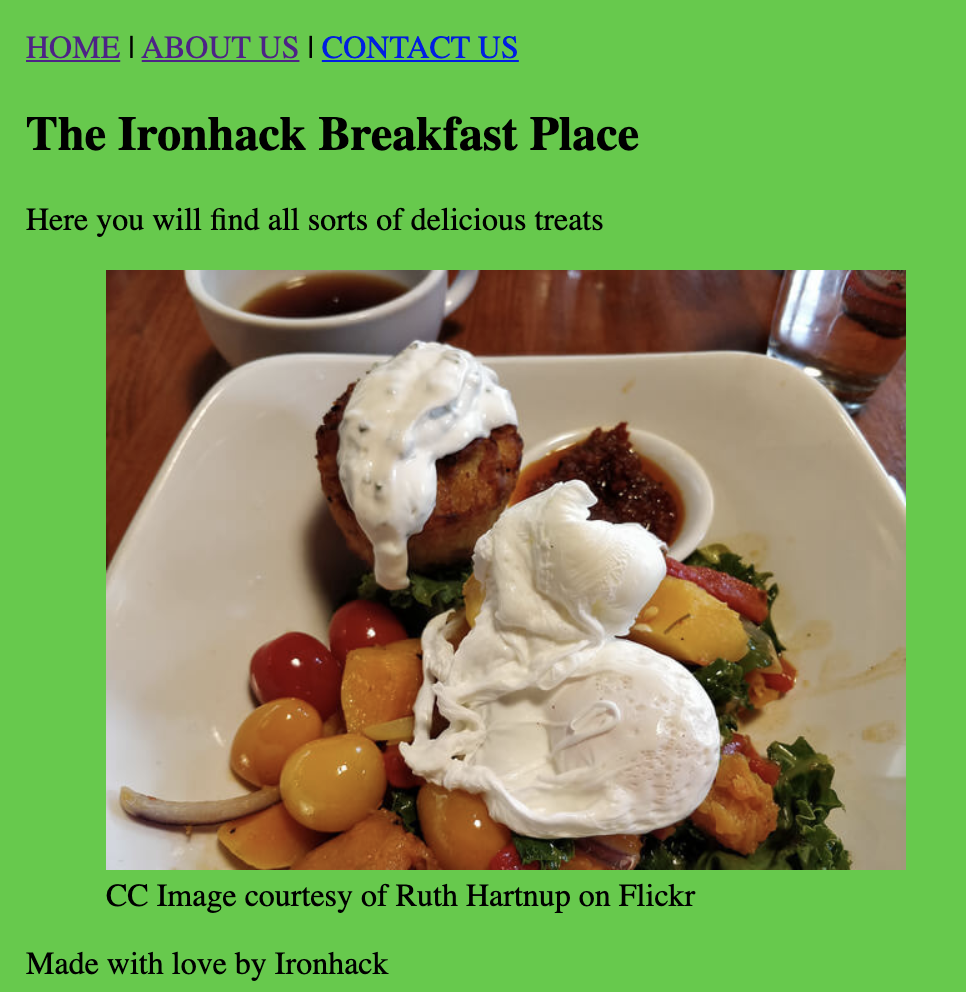 HOME | ABOUT US | CONTACT US
The Ironhack Breakfast Place
Here you will find all sorts of delicious treats
CC Image courtesy of Ruth Hartnup on Flickr
Made with love by Ironhack